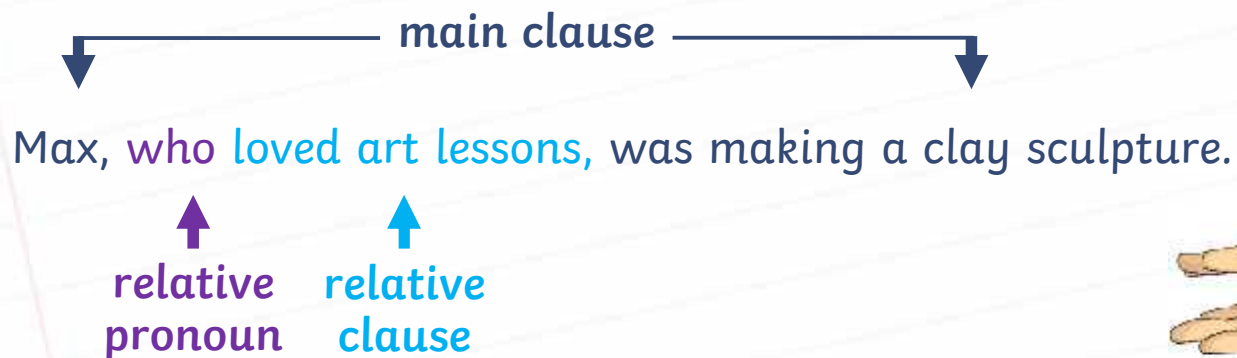 main clause
Max, who loved art lessons, was making a clay sculpture.
relative relative
pronoun clause